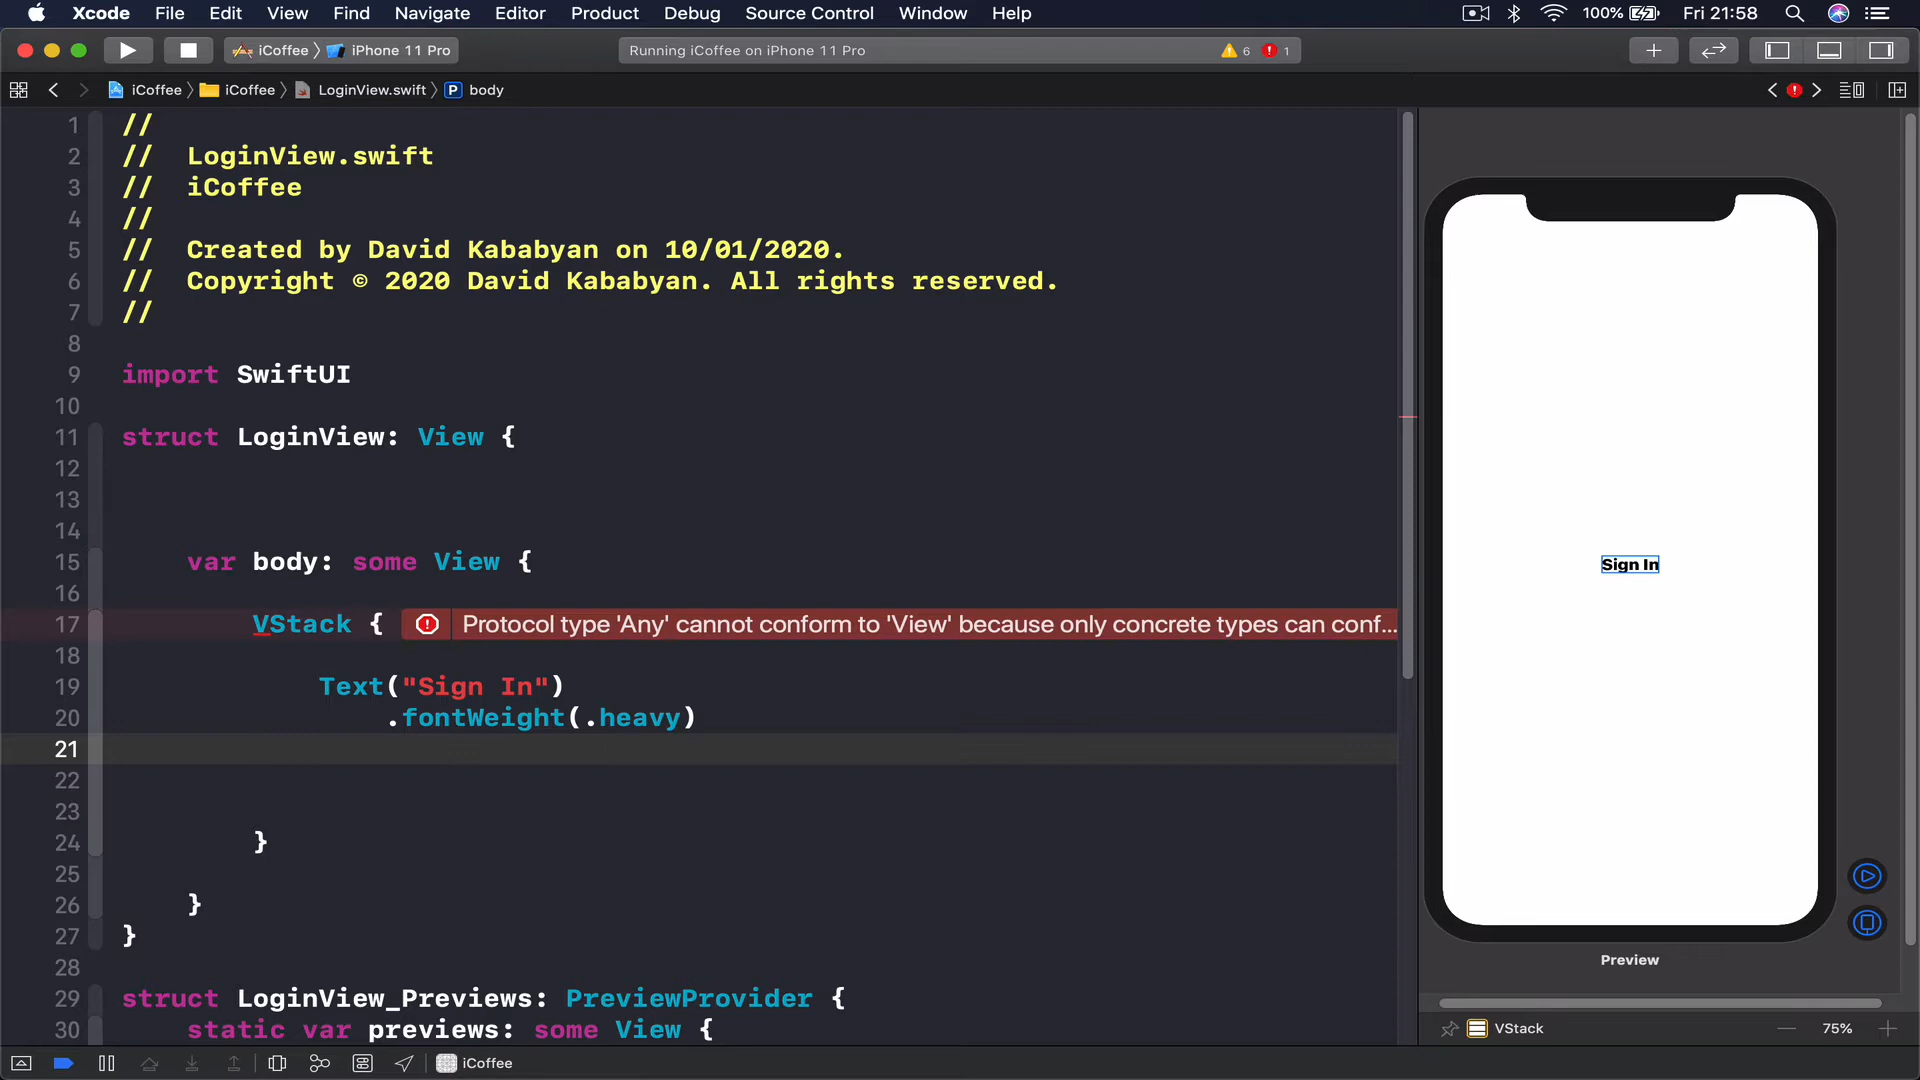 Xcode File Edit View Find Navigate Editor Product Debug Source Control Window Help 100% Fri 21:58
iCoffee iPhone 11 Pro Running iCoffee on iPhone 11 Pro 6 1
iCoffee iCoffee LoginView.swift P body
1 //
2 // LoginView.swift
3 // iCoffee
4 //
5 // Created by David Kababyan on 10/01/2020.
6 // Copyright © 2020 David Kababyan. All rights reserved.
7 //
8
9 import SwiftUI
10
11 struct LoginView: View {
12
13
14
15 var body: some View {
16
17 VStack { Protocol type 'Any' cannot conform to 'View' because only concrete types can conf...
18
19 Text("Sign In")
20 .fontWeight(.heavy)
21
22
23
24 }
25
26 }
27 }
28
29 struct LoginView_Previews: PreviewProvider {
30 static var previews: some View {
Sign In
Preview
VStack 75%
iCoffee